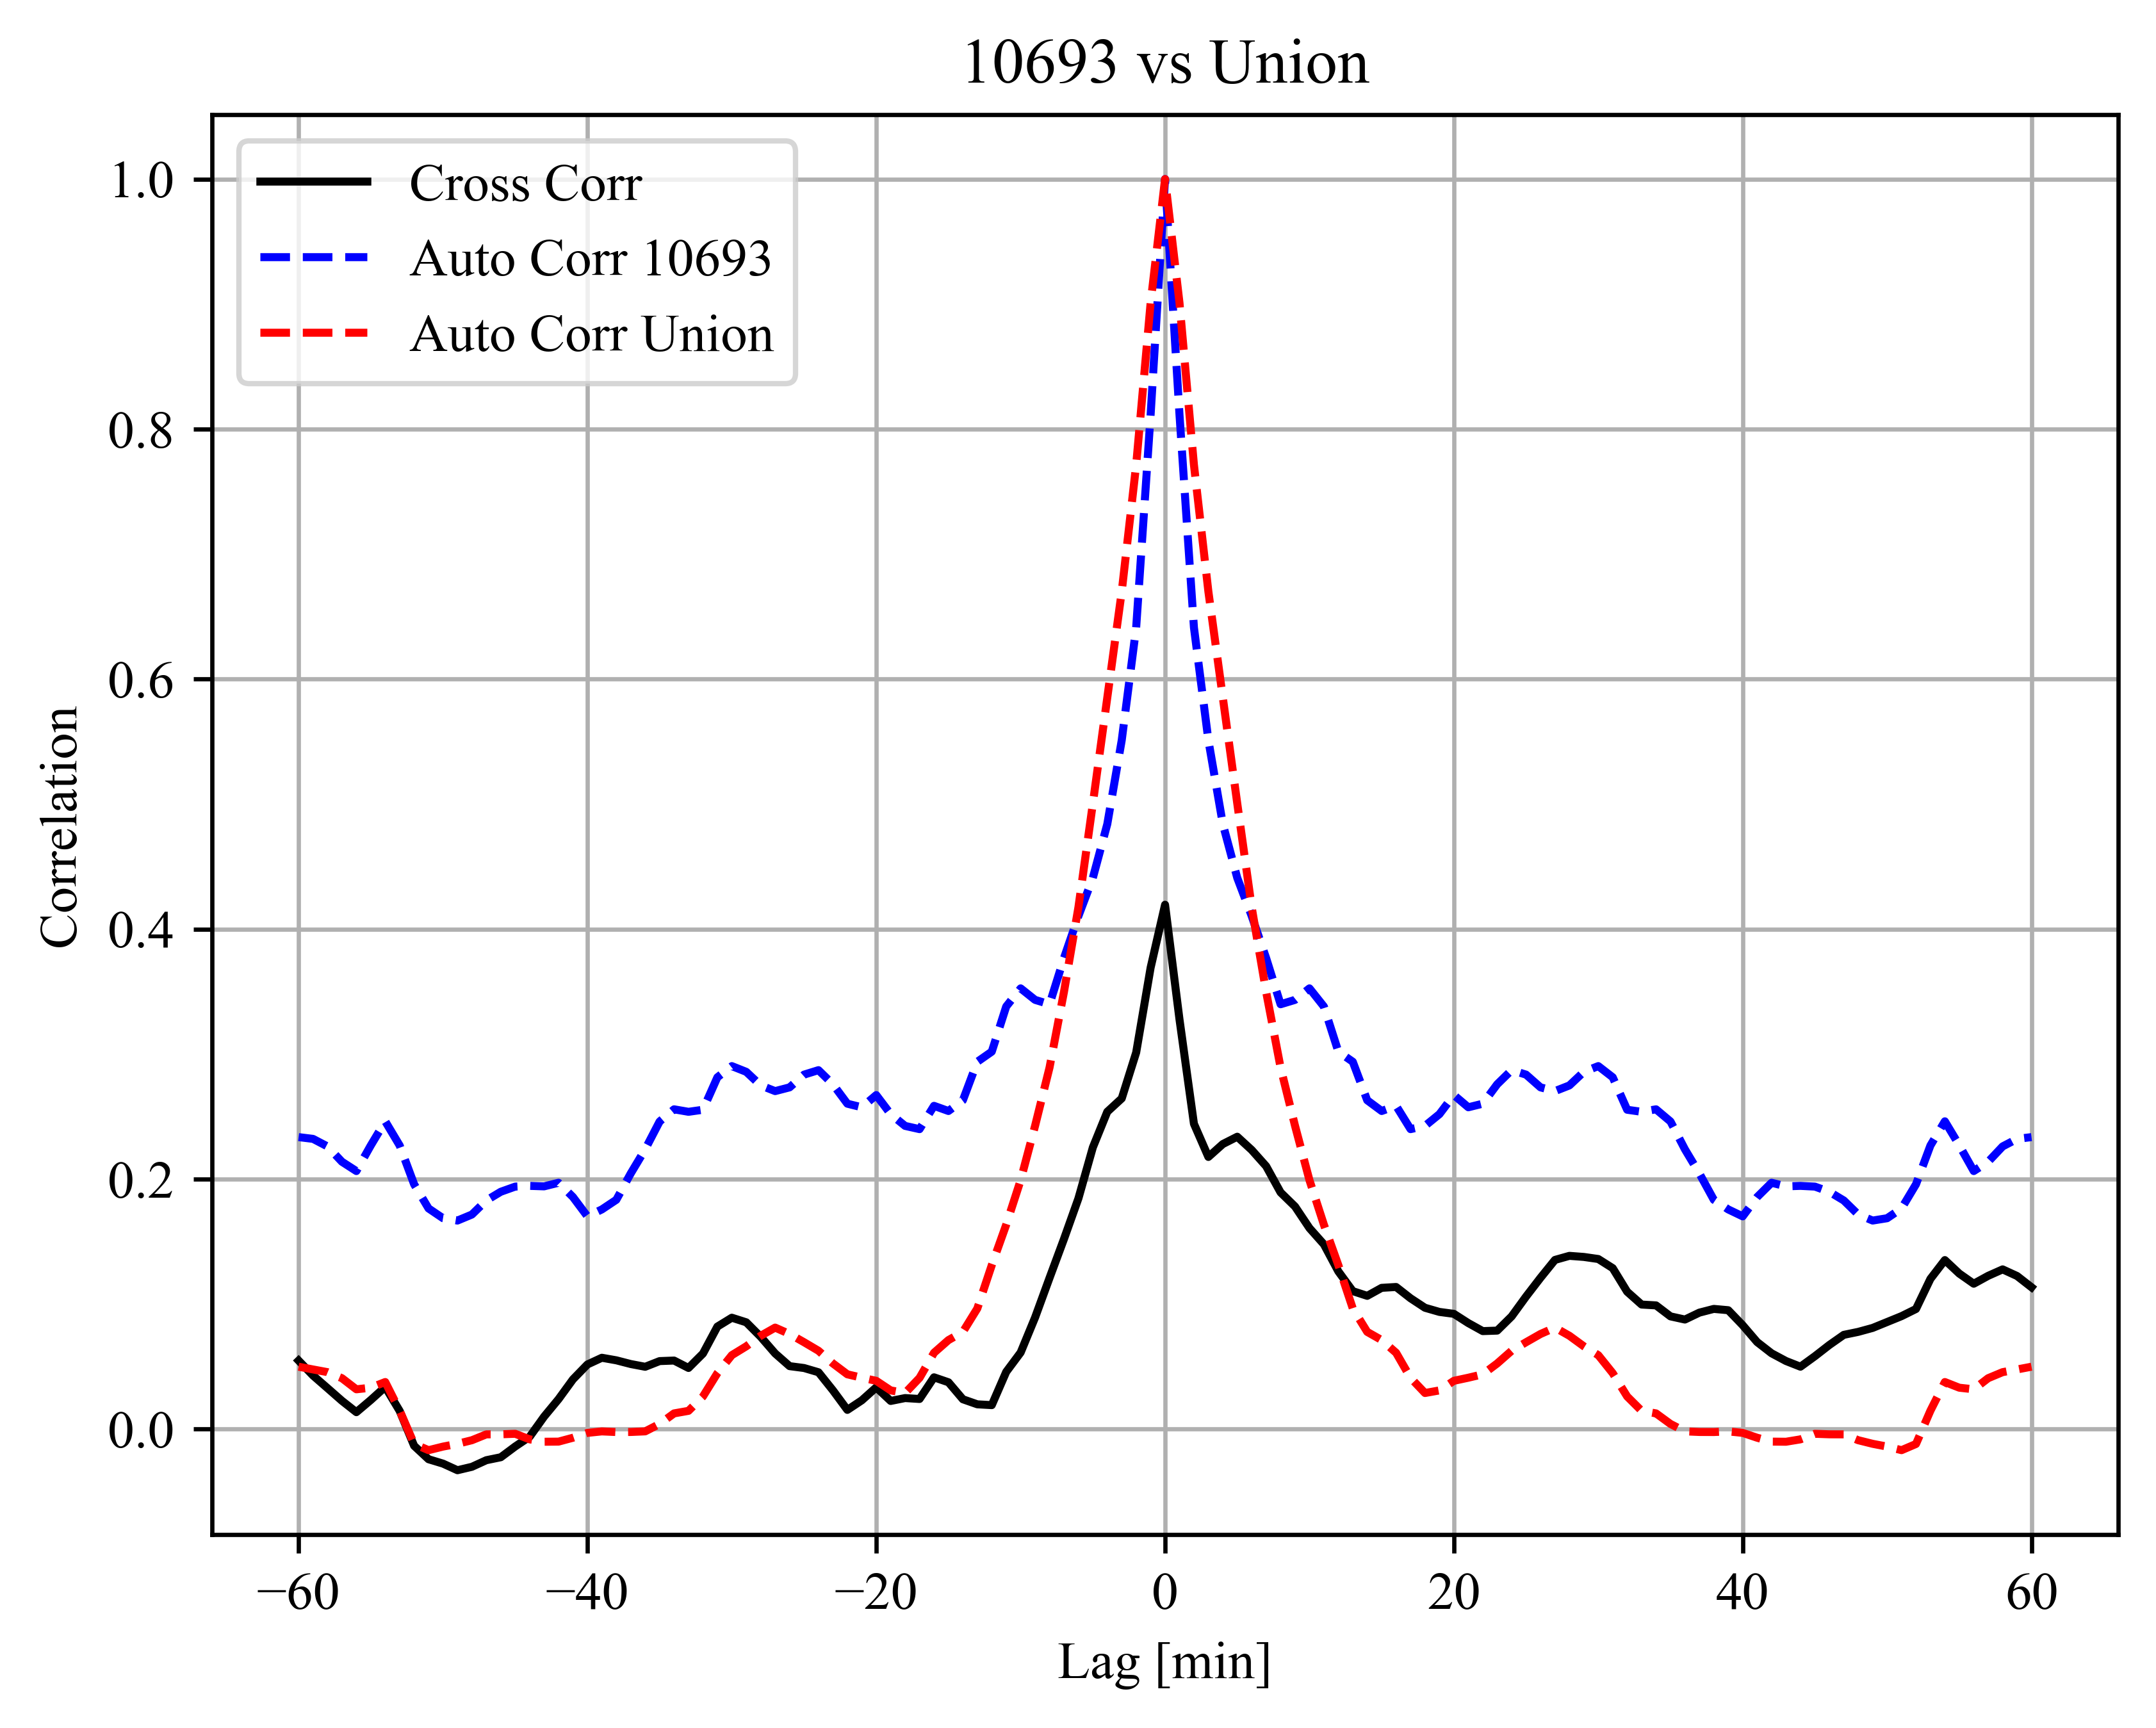 10693 vs Union
Cross Corr
Auto Corr 10693
Auto Corr Union
1.0
0.8
0.6
0.4
0.2
0.0
Correlation
−60 −40 −20 0 20 40 60
Lag [min]